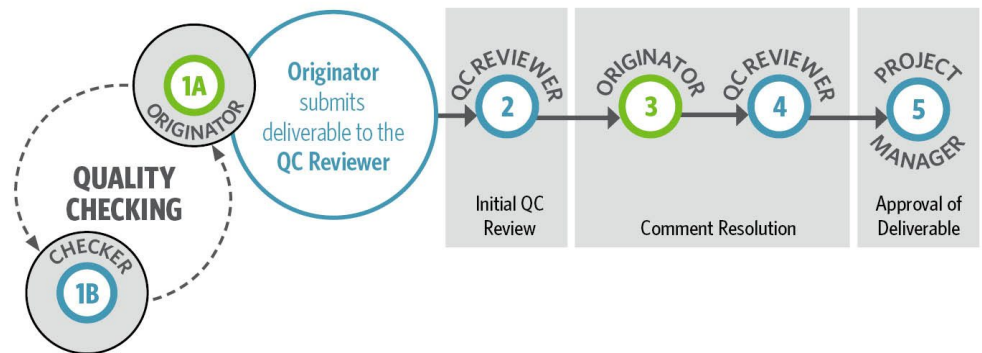 1A
ORIGINATOR
QUALITY
CHECKING
CHECKER
1B
Originator
submits
deliverable to the
QC Reviewer
QC REVIEWER
2
Initial QC
Review
ORIGINATOR
3
QC REVIEWER
4
Comment Resolution
PROJECT
5
MANAGER
Approval of
Deliverable